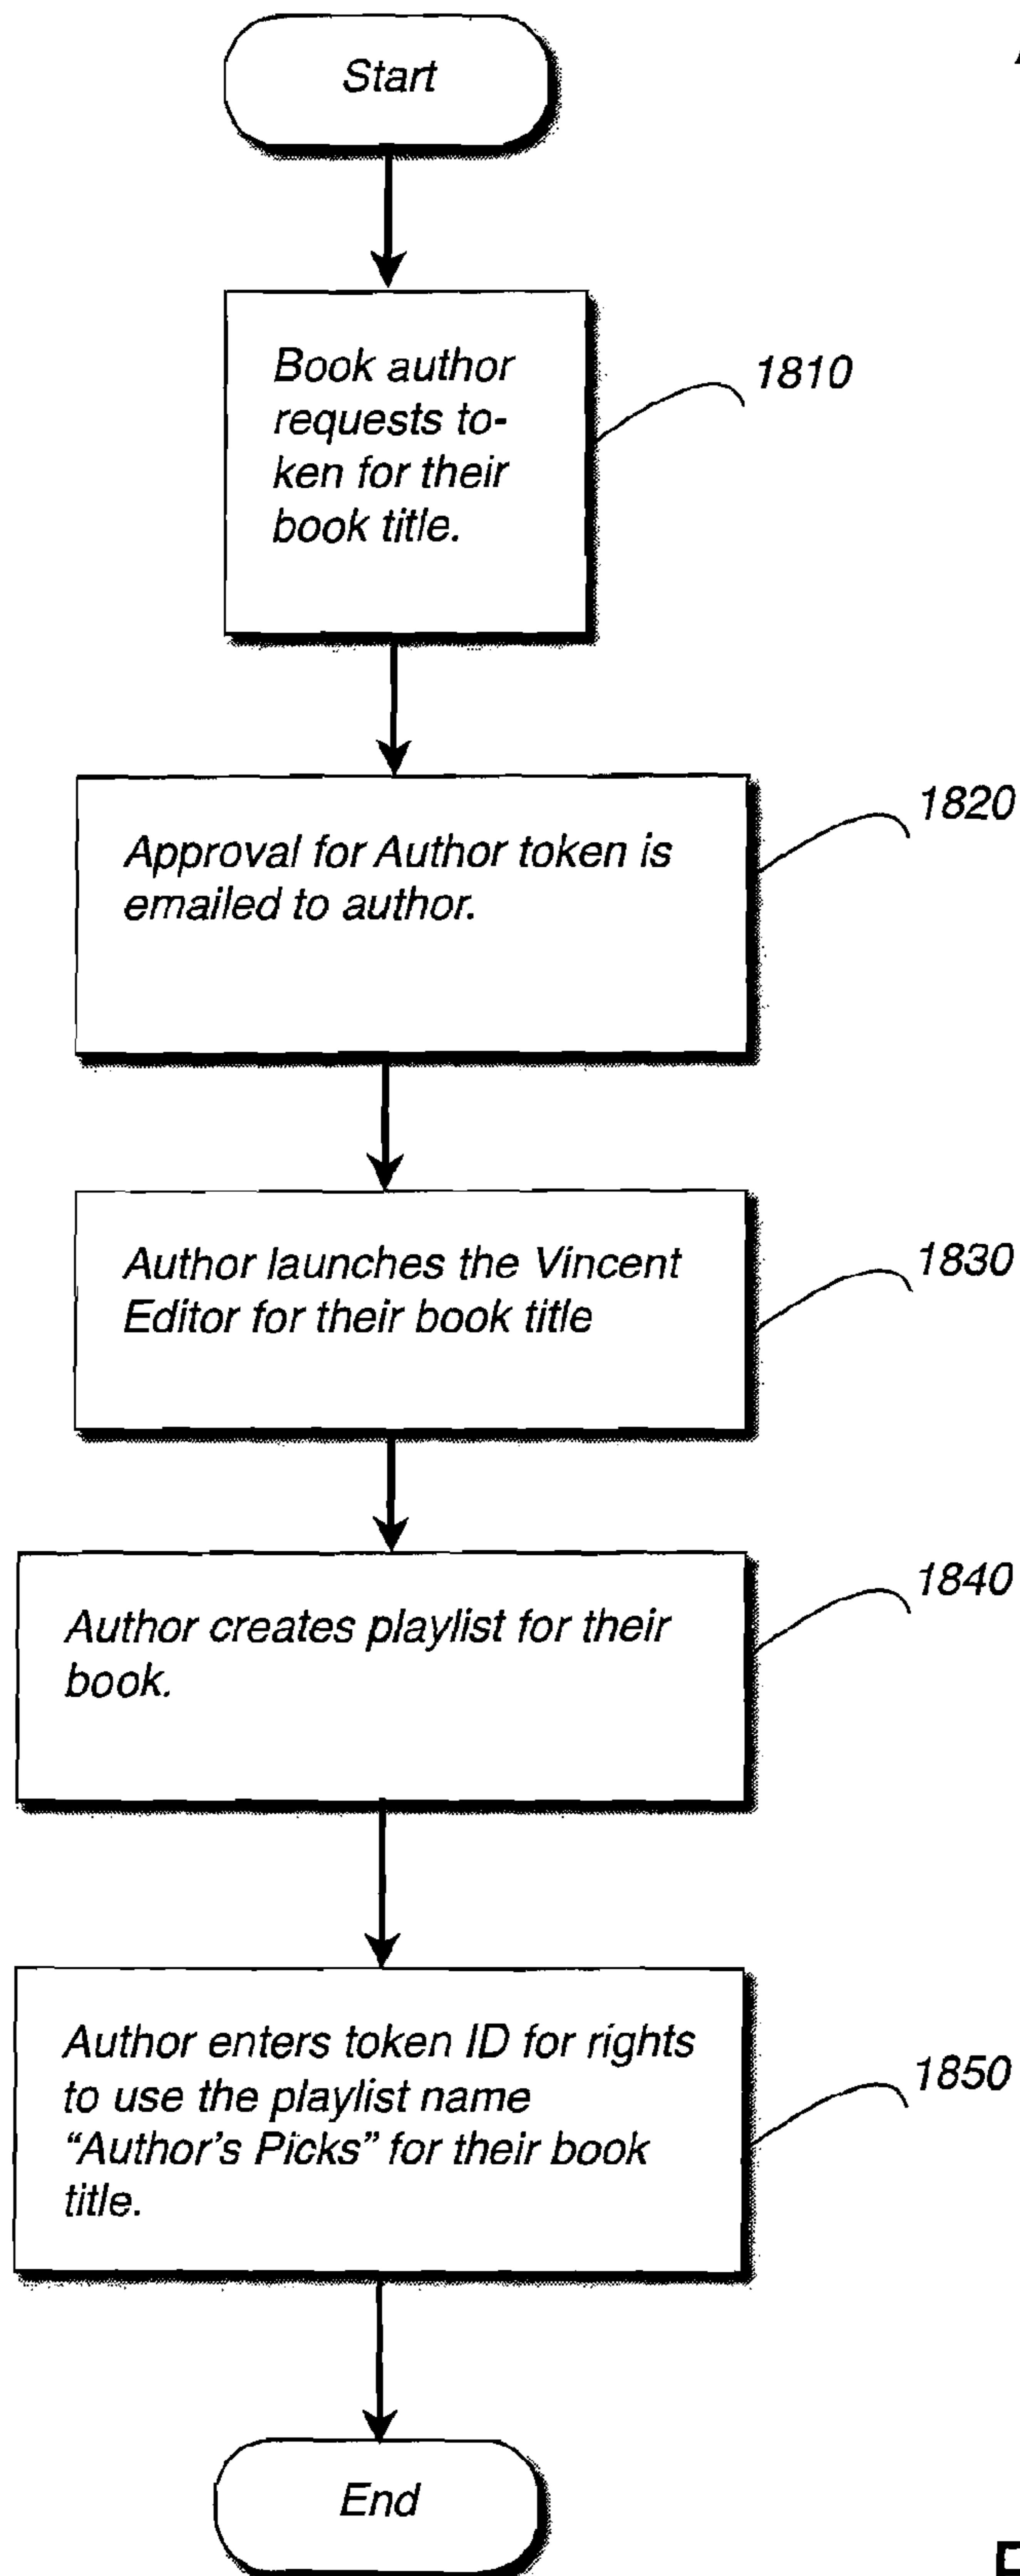 Start
Book author
requests to-
ken for their
book title.
1810
Approval for Author token is
emailed to author.
1820
Author launches the Vincent
Editor for their book title
1830
Author creates playlist for their
book.
1840
Author enters token ID for rights
to use the playlist name
“Author’s Picks” for their book
title.
1850
End